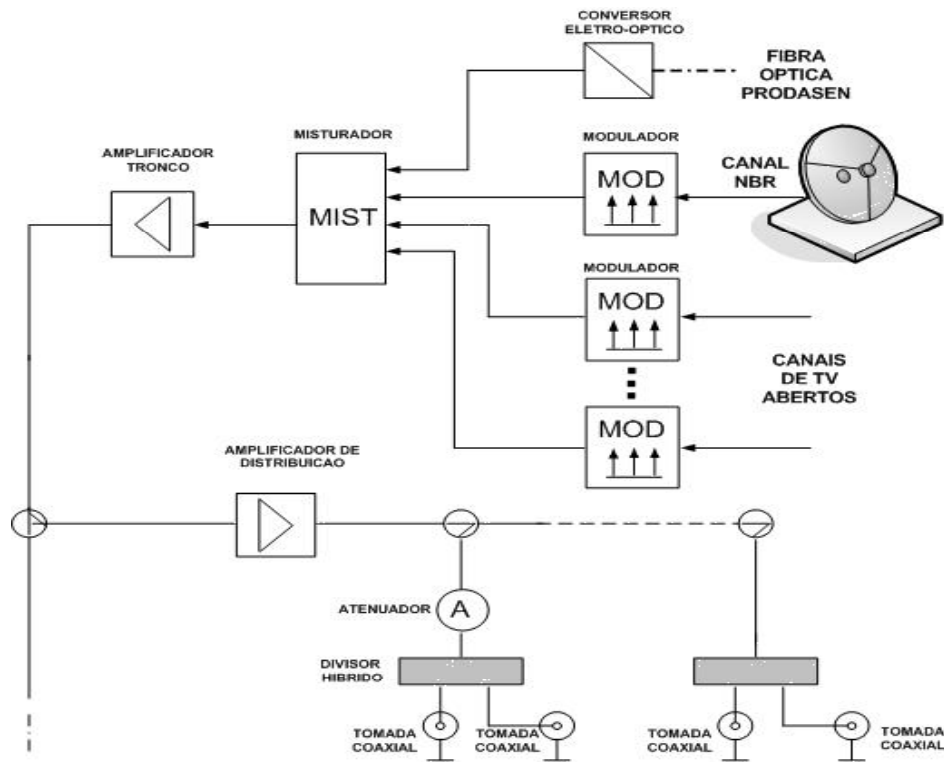 CONVERSOR
ELETRO-OPTICO
FIBRA
OPTICA
PRODASEN
MISTURADOR
MIST
AMPLIFICADOR
TRONCO
MODULADOR
MOD
CANAL
NBR
MODULADOR
MOD
CANAIS
DE TV
ABERTOS
MOD
AMPLIFICADOR DE
DISTRIBUICAO
ATENUADOR
A
DIVISOR
HIBRIDO
TOMADA
COAXIAL
TOMADA
COAXIAL
TOMADA
COAXIAL
TOMADA
COAXIAL